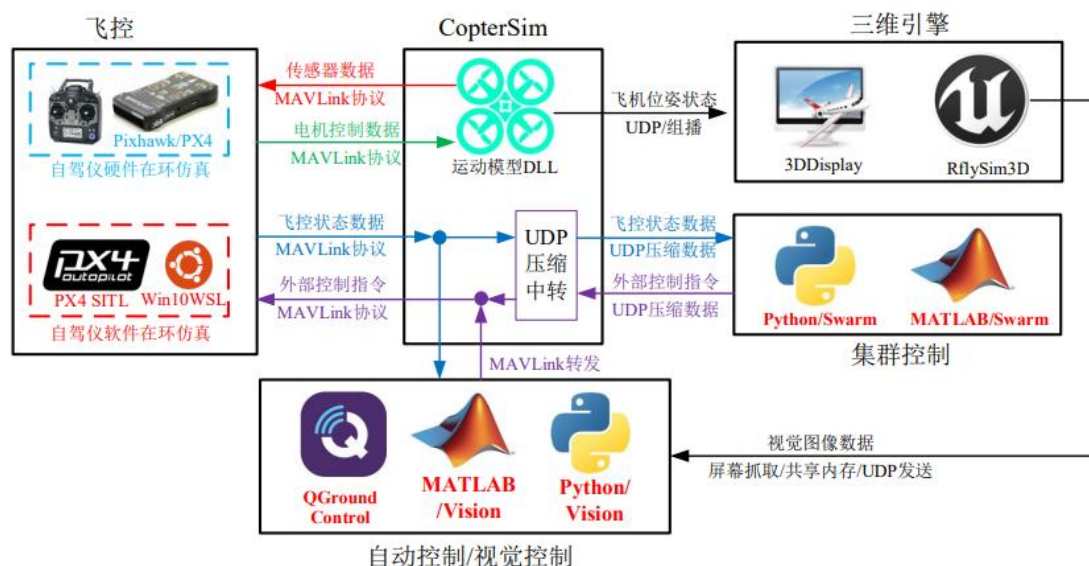 飞控
CopterSim
三维引擎
Pixhawk/PX4
自驾仪硬件在环仿真
传感器数据
MAVLink协议
电机控制数据
MAVLink协议
运动模型DLL
飞机位姿状态
UDP/组播
3DDisplay
RflySim3D
px4
autopilot
PX4 SITL
Win10WSL
自驾仪软件在环仿真
飞控状态数据
MAVLink协议
外部控制指令
MAVLink协议
UDP
压缩
中转
飞控状态数据
UDP压缩数据
外部控制指令
UDP压缩数据
Python/Swarm
MATLAB/Swarm
集群控制
MAVLink转发
QGround
Control
MATLAB
/Vision
Python/
Vision
视觉图像数据
屏幕抓取/共享内存/UDP发送
自动控制/视觉控制